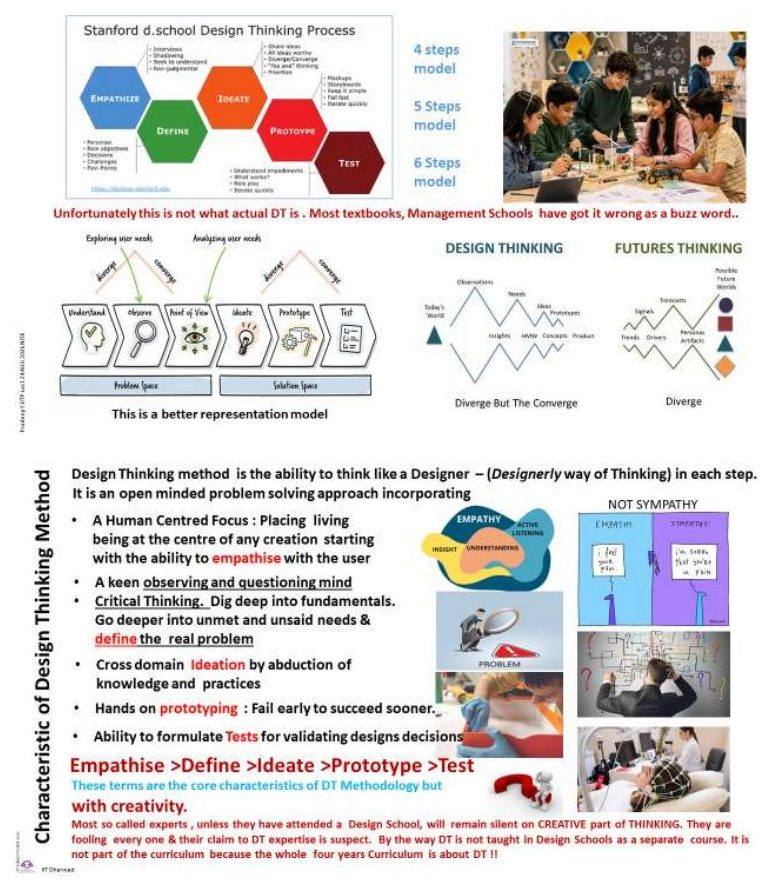 Stanford d.school Design Thinking Process
• Interviews
• Shadowing
• Seek to understand
• Non-judgmental
• Share ideas
• All ideas worthy
• Diverge/Converge
• "Yes and" thinking
• Prioritize
• Mockups
• Storyboards
• Keep it simple
• Fail fast
• Iterate quickly
EMPATHIZE
DEFINE
IDEATE
PROTOYPE
TEST
• Personas
• Role objectives
• Decisions
• Challenges
• Pain Points
• Understand impediments
• What works?
• Role play
• Iterate quickly
https://dschool.stanford.edu
4 steps
model
5 Steps
model
6 Steps
model
Unfortunately this is not what actual DT is . Most textbooks, Management Schools have got it wrong as a buzz word..
Exploring user needs
Analyzing user needs
diverge
converge
diverge
converge
Understand
Observe
Point of View
Ideate
Prototype
Test
Problem Space
Solution Space
This is a better representation model
DESIGN THINKING
Observations
Needs
Ideas
Prototypes
Today's
World
Insights
HMW
Concepts
Product
Diverge But The Converge
FUTURES THINKING
Possible
Future
Worlds
Forecasts
Signals
Trends
Drivers
Personas
Artifacts
Diverge
Characteristic of Design Thinking Method
Design Thinking method is the ability to think like a Designer – (Designerly way of Thinking) in each step.
It is an open minded problem solving approach incorporating
• A Human Centred Focus : Placing living
being at the centre of any creation starting
with the ability to empathise with the user
• A keen observing and questioning mind
• Critical Thinking. Dig deep into fundamentals.
Go deeper into unmet and unsaid needs &
define the real problem
• Cross domain Ideation by abduction of
knowledge and practices
• Hands on prototyping : Fail early to succeed sooner.
• Ability to formulate Tests for validating designs decisions
EMPATHY
ACTIVE
LISTENING
INSIGHT
UNDERSTANDING
NOT SYMPATHY
EMPATHY:
SYMPATHY:
i feel
your
pain.
i'm sorry
that you're
in pain.
PROBLEM
Empathise >Define >Ideate >Prototype >Test
These terms are the core characteristics of DT Methodology but
with creativity.
Most so called experts , unless they have attended a Design School, will remain silent on CREATIVE part of THINKING. They are
fooling every one & their claim to DT expertise is suspect. By the way DT is not taught in Design Schools as a separate course. It is
not part of the curriculum because the whole four years Curriculum is about DT !!
IIT Dharwad